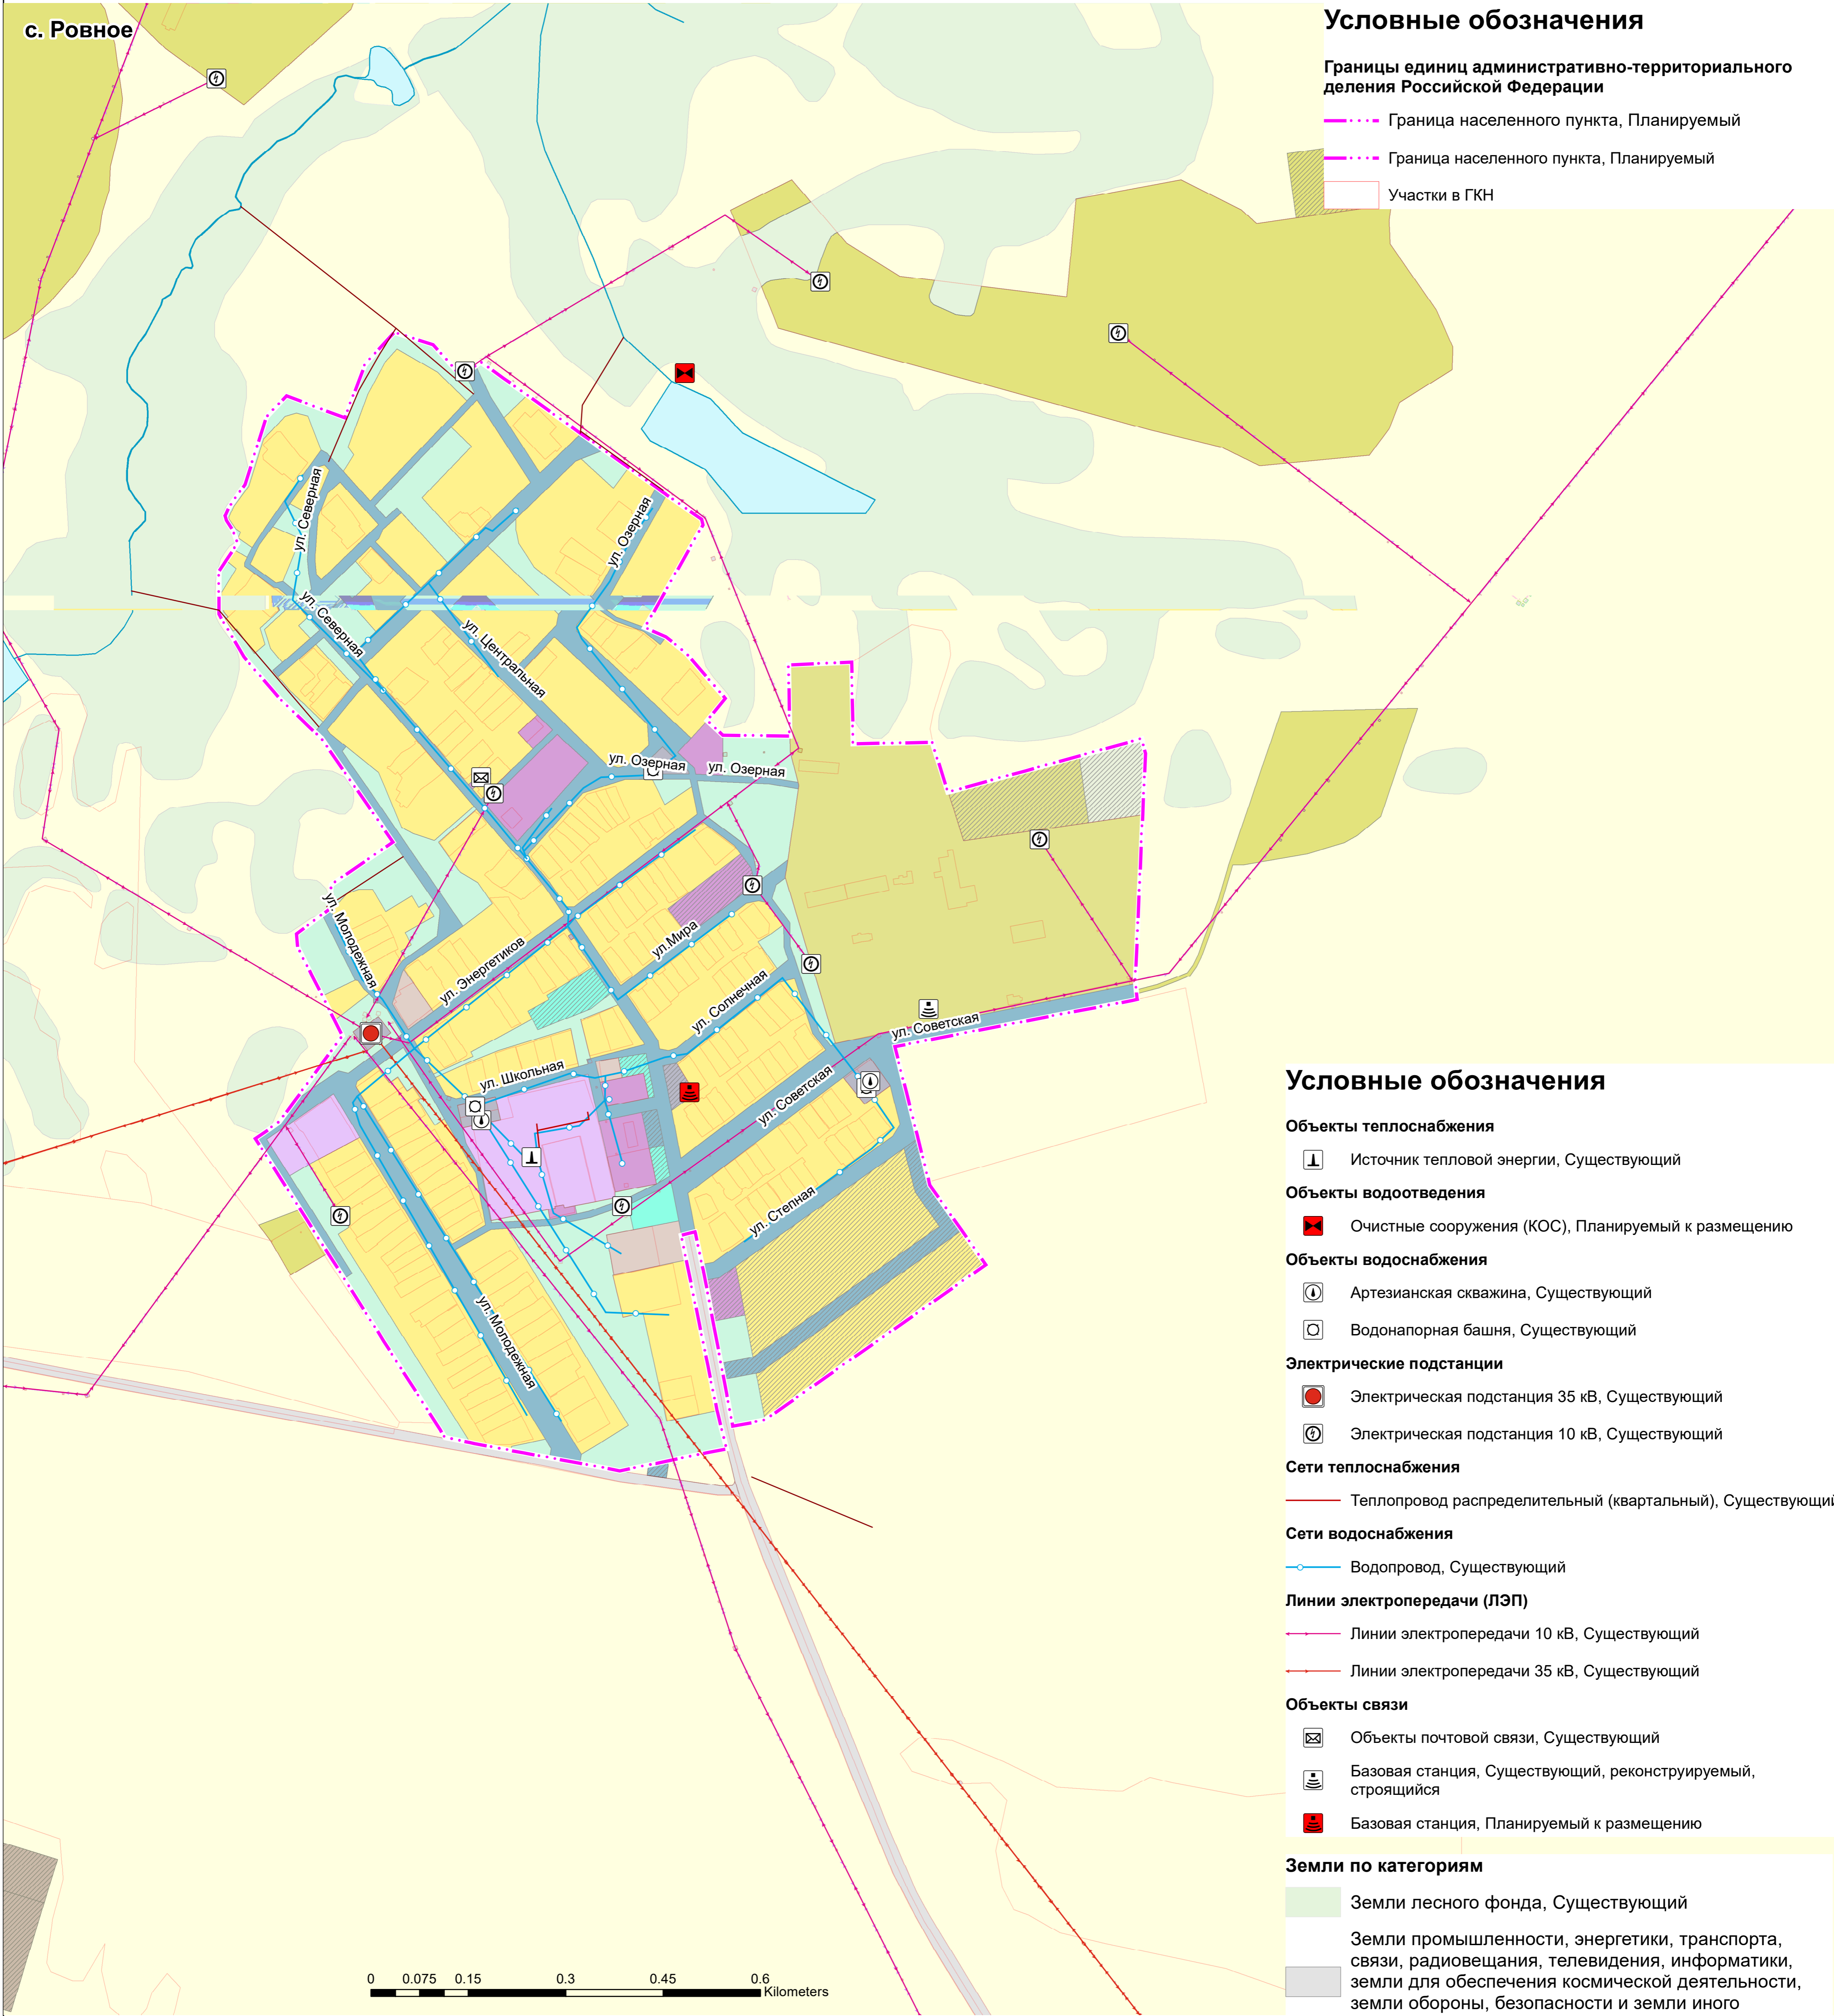 с. Ровное
Условные обозначения
Границы единиц административно-территориального
деления Российской Федерации
Граница населенного пункта, Планируемый
Граница населенного пункта, Планируемый
Участки в ГКН
ул. Северная
ул. Озерная
ул. Северная
ул. Центральная
ул. Озерная
ул. Озерная
ул. Молодежная
ул. Энергетиков
ул.Мира
ул. Солнечная
ул. Советская
ул. Школьная
ул. Советская
ул. Степная
ул. Молодежная
Условные обозначения
Объекты теплоснабжения
Источник тепловой энергии, Существующий
Объекты водоотведения
Очистные сооружения (КОС), Планируемый к размещению
Объекты водоснабжения
Артезианская скважина, Существующий
Водонапорная башня, Существующий
Электрические подстанции
Электрическая подстанция 35 кВ, Существующий
Электрическая подстанция 10 кВ, Существующий
Сети теплоснабжения
Теплопровод распределительный (квартальный), Существующий
Сети водоснабжения
Водопровод, Существующий
Линии электропередачи (ЛЭП)
Линии электропередачи 10 кВ, Существующий
Линии электропередачи 35 кВ, Существующий
Объекты связи
Объекты почтовой связи, Существующий
Базовая станция, Существующий, реконструируемый,
строящийся
Базовая станция, Планируемый к размещению
Земли по категориям
Земли лесного фонда, Существующий
Земли промышленности, энергетики, транспорта,
связи, радиовещания, телевидения, информатики,
земли для обеспечения космической деятельности,
земли обороны, безопасности и земли иного
0 0.075 0.15 0.3 0.45 0.6
Kilometers